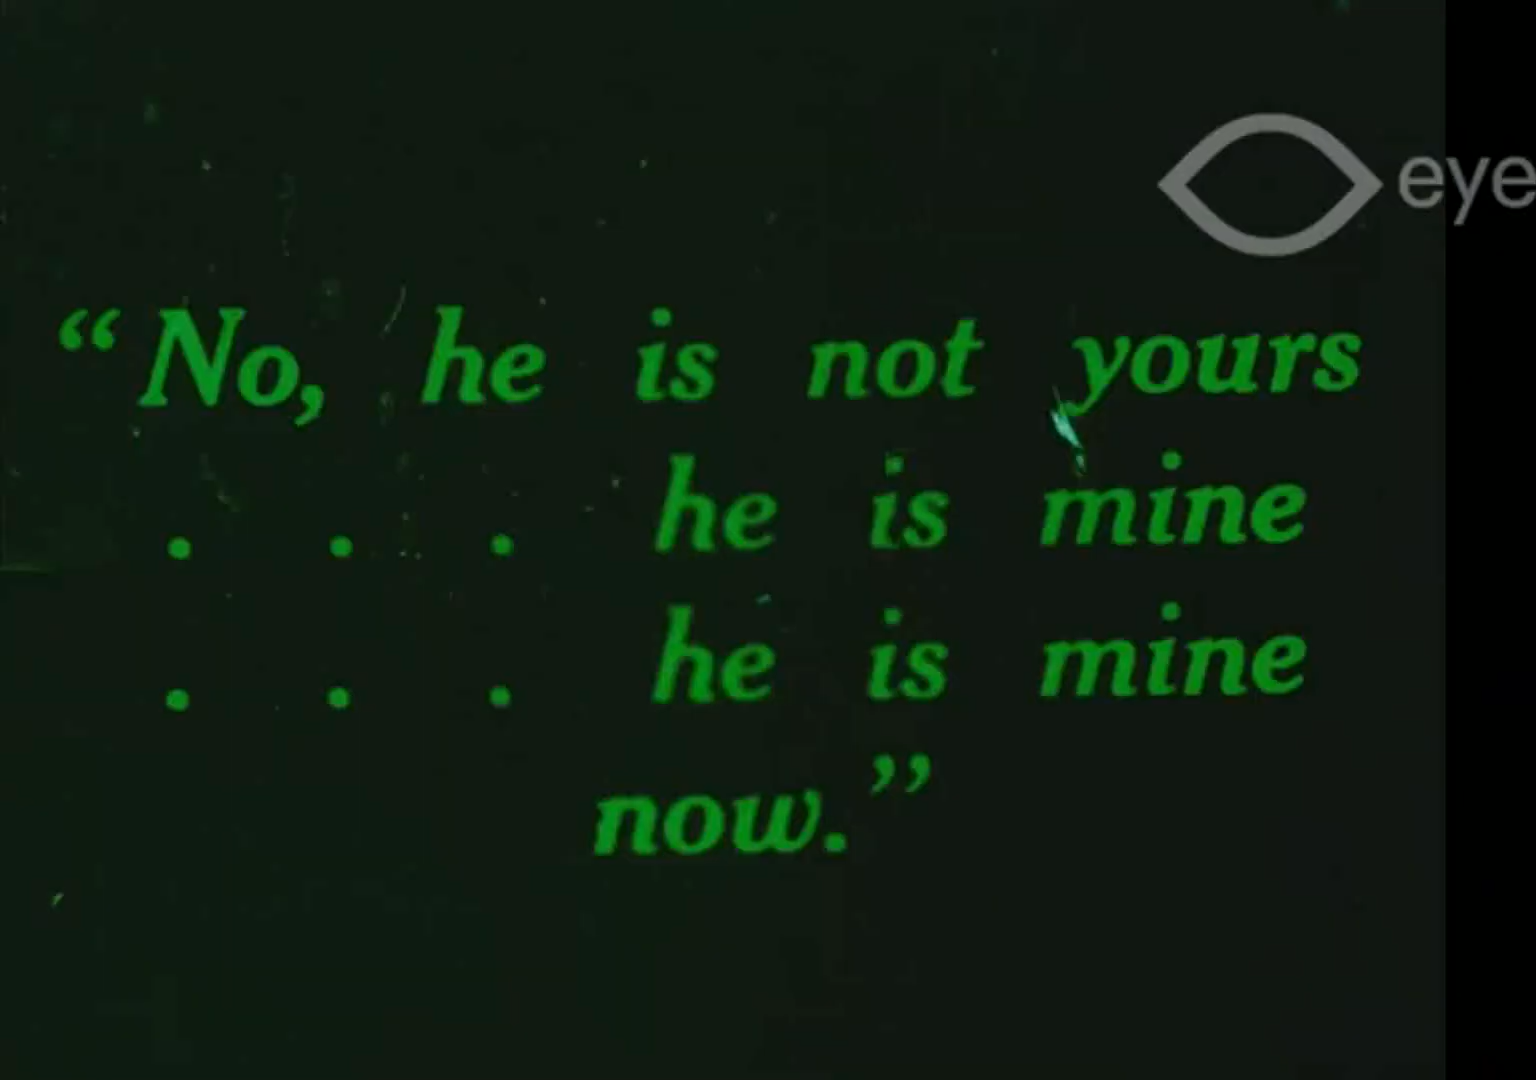 eye
“No, he is not yours
. . . he is mine
. . . he is mine
now.”